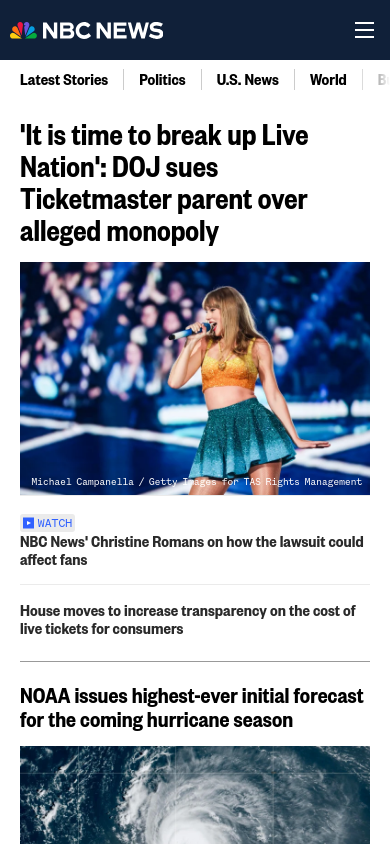 NBC NEWS
Latest Stories
Politics
U.S. News
World
'It is time to break up Live
Nation': DOJ sues
Ticketmaster parent over
alleged monopoly
Michael Campanella / Getty Images for TAS Rights Management
WATCH
NBC News' Christine Romans on how the lawsuit could
affect fans
House moves to increase transparency on the cost of
live tickets for consumers
NOAA issues highest-ever initial forecast
for the coming hurricane season